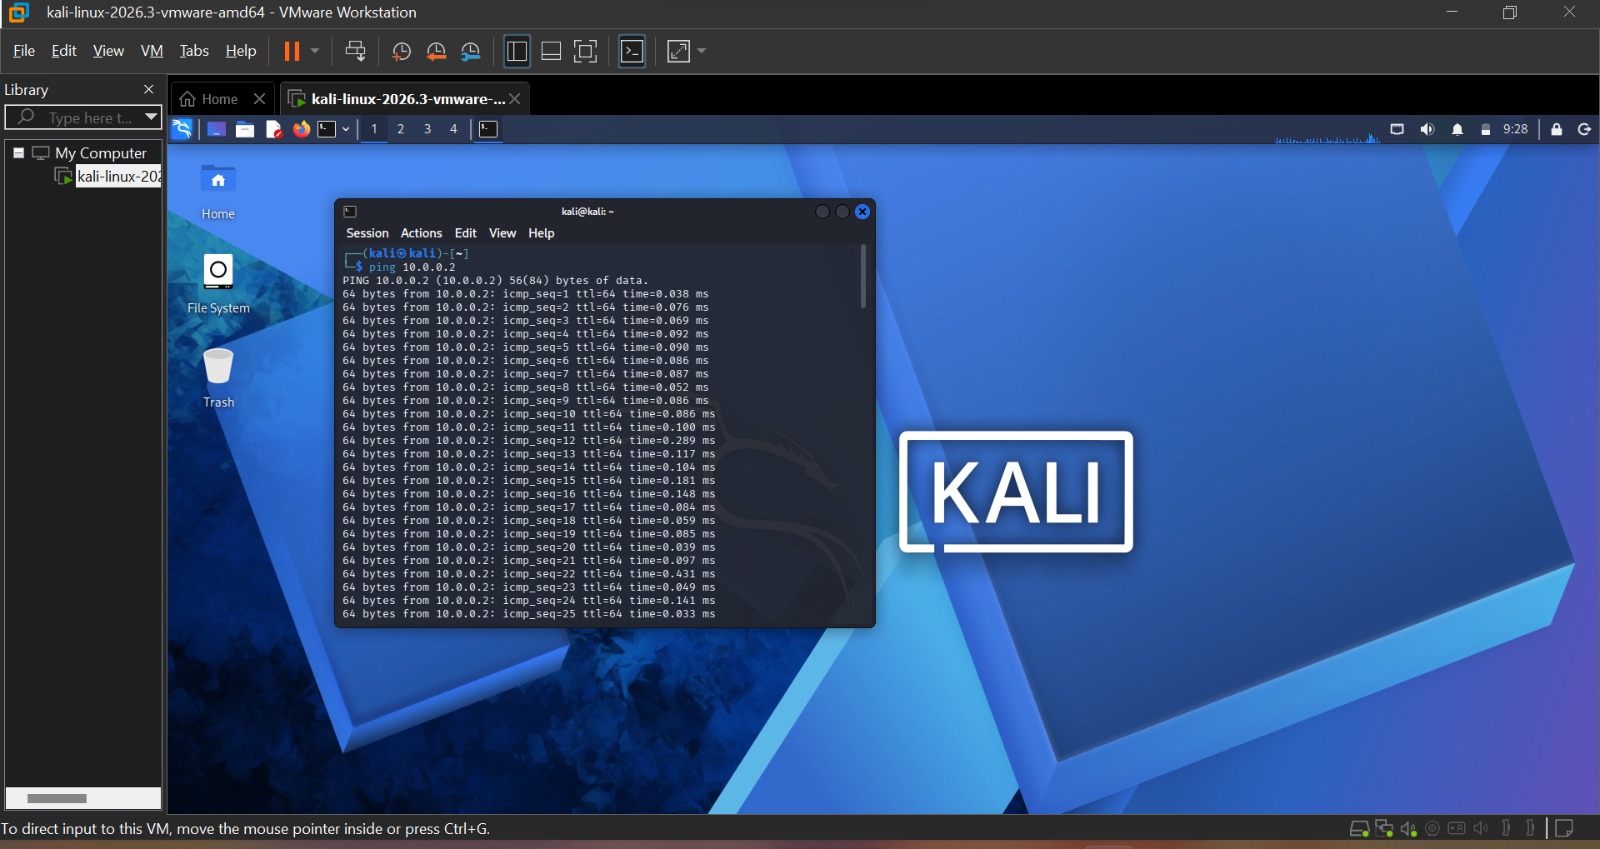 kali-linux-2026.3-vmware-amd64 - VMware Workstation
File Edit View VM Tabs Help
Library
Type here t...
Home
kali-linux-2026.3-vmware-...
My Computer
kali-linux-202
1 2 3 4
9:28
Home
File System
Trash
kali@kali: ~
Session Actions Edit View Help
┌──(kali㉿kali)-[~]
└─$ ping 10.0.0.2
PING 10.0.0.2 (10.0.0.2) 56(84) bytes of data.
64 bytes from 10.0.0.2: icmp_seq=1 ttl=64 time=0.038 ms
64 bytes from 10.0.0.2: icmp_seq=2 ttl=64 time=0.076 ms
64 bytes from 10.0.0.2: icmp_seq=3 ttl=64 time=0.069 ms
64 bytes from 10.0.0.2: icmp_seq=4 ttl=64 time=0.092 ms
64 bytes from 10.0.0.2: icmp_seq=5 ttl=64 time=0.090 ms
64 bytes from 10.0.0.2: icmp_seq=6 ttl=64 time=0.086 ms
64 bytes from 10.0.0.2: icmp_seq=7 ttl=64 time=0.087 ms
64 bytes from 10.0.0.2: icmp_seq=8 ttl=64 time=0.052 ms
64 bytes from 10.0.0.2: icmp_seq=9 ttl=64 time=0.086 ms
64 bytes from 10.0.0.2: icmp_seq=10 ttl=64 time=0.086 ms
64 bytes from 10.0.0.2: icmp_seq=11 ttl=64 time=0.100 ms
64 bytes from 10.0.0.2: icmp_seq=12 ttl=64 time=0.289 ms
64 bytes from 10.0.0.2: icmp_seq=13 ttl=64 time=0.117 ms
64 bytes from 10.0.0.2: icmp_seq=14 ttl=64 time=0.104 ms
64 bytes from 10.0.0.2: icmp_seq=15 ttl=64 time=0.181 ms
64 bytes from 10.0.0.2: icmp_seq=16 ttl=64 time=0.148 ms
64 bytes from 10.0.0.2: icmp_seq=17 ttl=64 time=0.084 ms
64 bytes from 10.0.0.2: icmp_seq=18 ttl=64 time=0.059 ms
64 bytes from 10.0.0.2: icmp_seq=19 ttl=64 time=0.085 ms
64 bytes from 10.0.0.2: icmp_seq=20 ttl=64 time=0.039 ms
64 bytes from 10.0.0.2: icmp_seq=21 ttl=64 time=0.097 ms
64 bytes from 10.0.0.2: icmp_seq=22 ttl=64 time=0.431 ms
64 bytes from 10.0.0.2: icmp_seq=23 ttl=64 time=0.049 ms
64 bytes from 10.0.0.2: icmp_seq=24 ttl=64 time=0.141 ms
64 bytes from 10.0.0.2: icmp_seq=25 ttl=64 time=0.033 ms
KALI
To direct input to this VM, move the mouse pointer inside or press Ctrl+G.